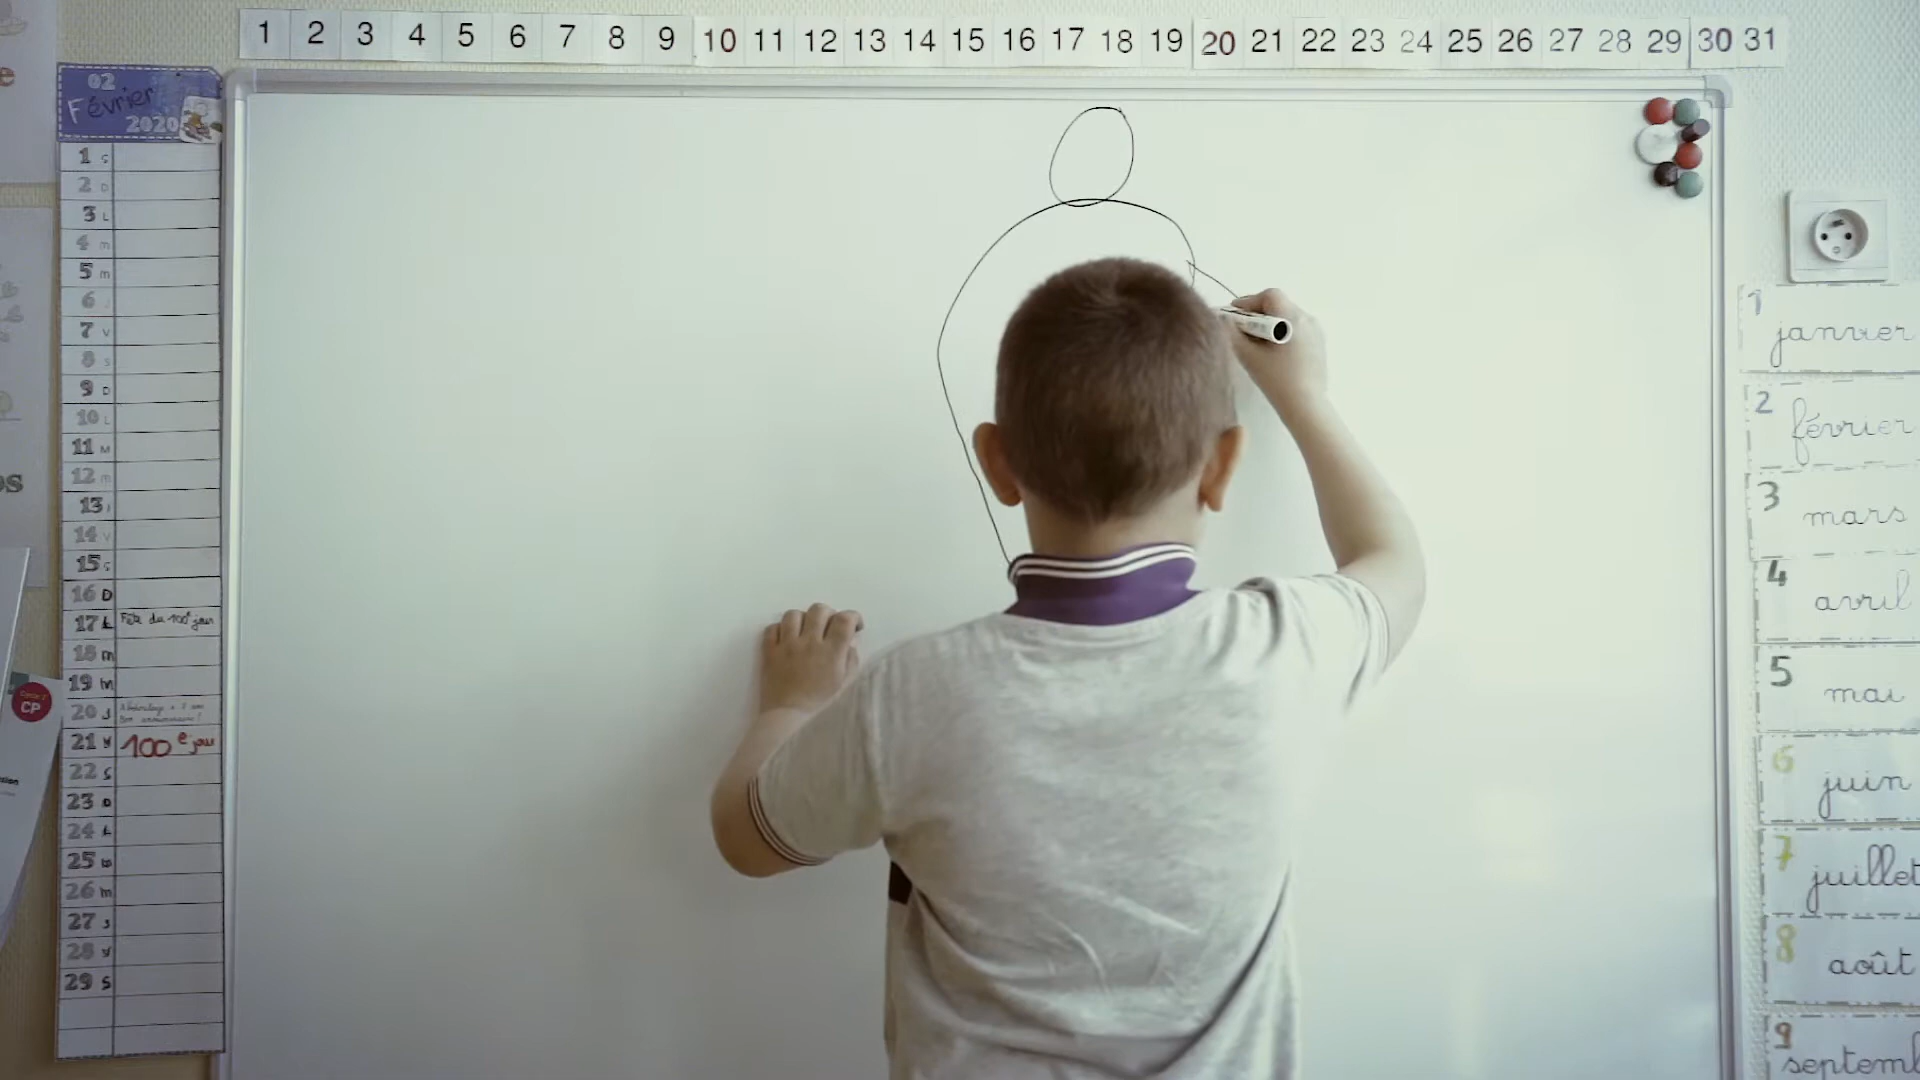 1 2 3 4 5 6 7 8 9 10 11 12 13 14 15 16 17 18 19 20 21 22 23 24 25 26 27 28 29 30 31
e
02
Février
2020
1 S
2 D
3 L
4 m
5 m
6 J
7 V
8 S
9 D
10 L
11 M
12 m
13 J
14 V
15 S
16 D
17 L Fête du 100e jour
18 m
19 m
20 J
21 V 100e jour
22 S
23 D
24 L
25
26 m
27 J
28 V
29 S
os
CP
1 janvier
2 février
3 mars
4 avril
5 mai
6 juin
7 juillet
8 août
9 septem